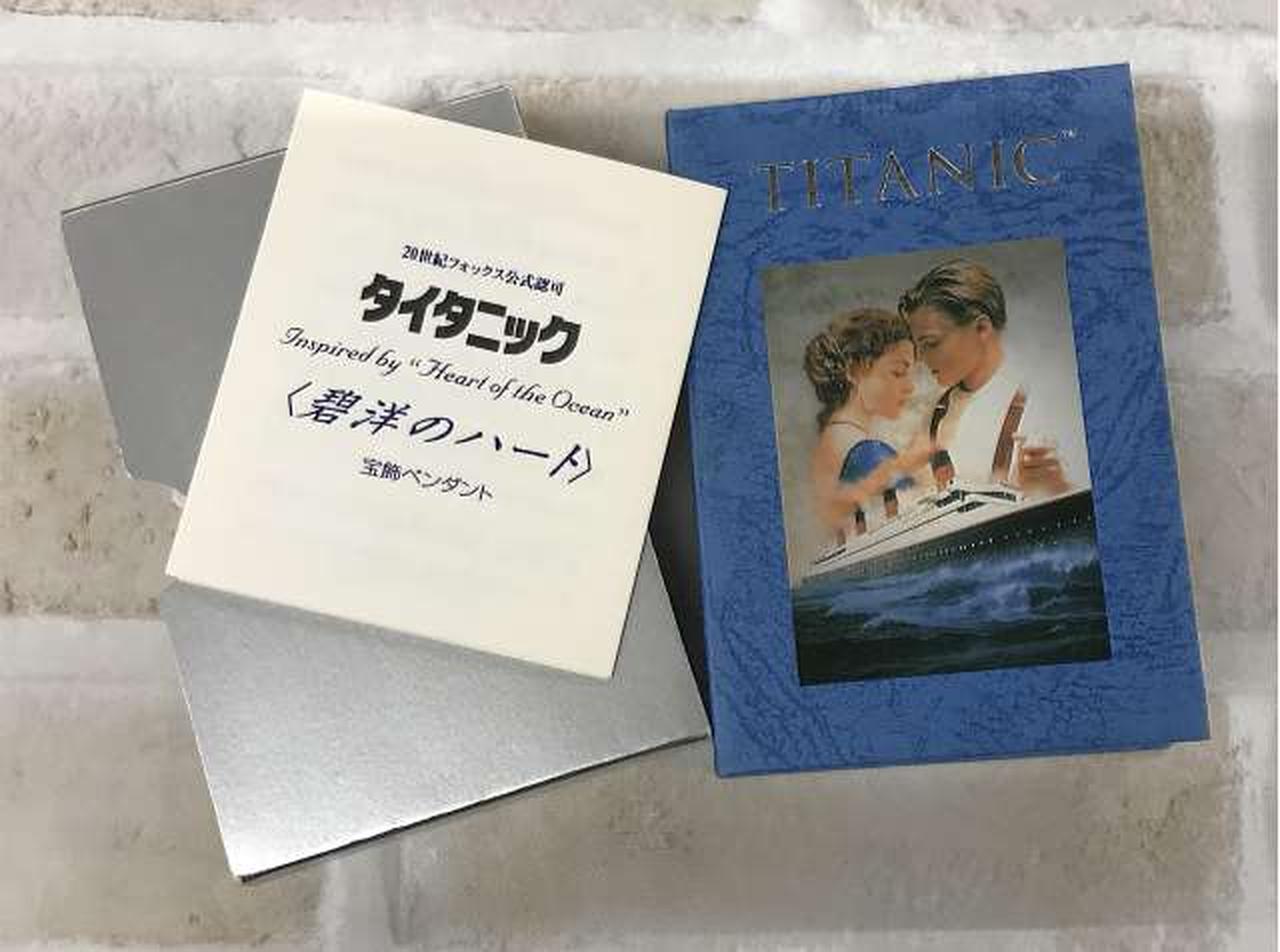 20世紀フォックス公式認可
タイタニック
Inspired by “Heart of the Ocean”
〈碧洋のハート〉
宝飾ペンダント
TITANIC™